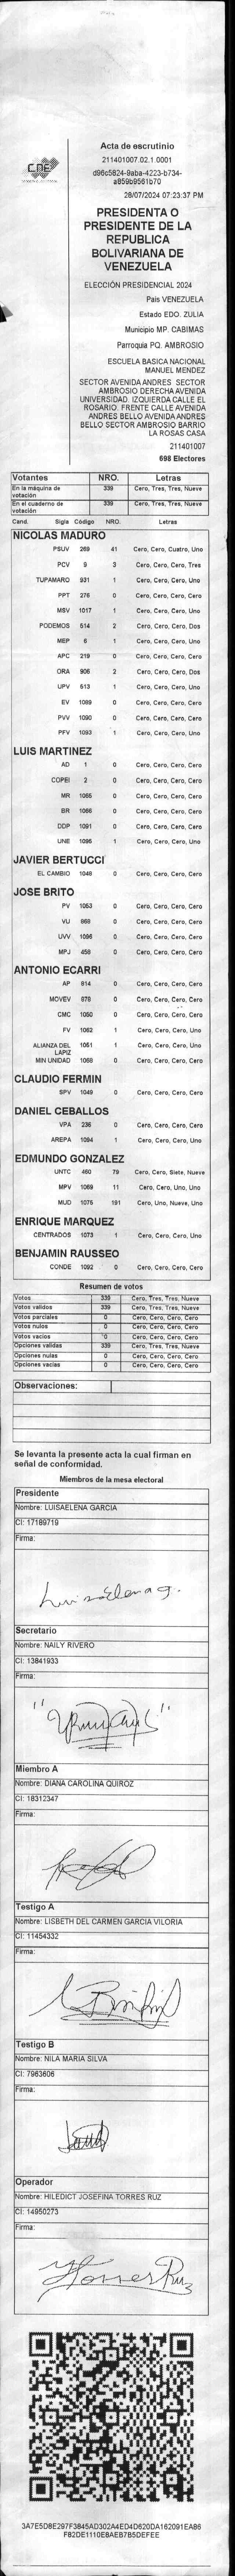 CNE
Acta de escrutinio
211401007.02.1.0001
d96c5824-9aba-4223-b734-
a859b9561b70
28/07/2024 07:23:37 PM
PRESIDENTA O
PRESIDENTE DE LA
REPUBLICA
BOLIVARIANA DE
VENEZUELA
ELECCIÓN PRESIDENCIAL 2024
País VENEZUELA
Estado EDO. ZULIA
Municipio MP. CABIMAS
Parroquia PQ. AMBROSIO
ESCUELA BASICA NACIONAL
MANUEL MENDEZ
SECTOR AVENIDA ANDRES SECTOR
AMBROSIO DERECHA AVENIDA
UNIVERSIDAD. IZQUIERDA CALLE EL
ROSARIO. FRENTE CALLE AVENIDA
ANDRES BELLO AVENIDA ANDRES
BELLO SECTOR AMBROSIO BARRIO
LA ROSAS CASA
211401007
698 Electores
Votantes NRO. Letras
En la máquina de votación 339 Cero, Tres, Tres, Nueve
En el cuaderno de votación 339 Cero, Tres, Tres, Nueve
Cand. Sigla Código NRO. Letras
NICOLAS MADURO
PSUV 269 41 Cero, Cero, Cuatro, Uno
PCV 9 3 Cero, Cero, Cero, Tres
TUPAMARO 931 1 Cero, Cero, Cero, Uno
PPT 276 0 Cero, Cero, Cero, Cero
MSV 1017 1 Cero, Cero, Cero, Uno
PODEMOS 514 2 Cero, Cero, Cero, Dos
MEP 6 1 Cero, Cero, Cero, Uno
APC 219 0 Cero, Cero, Cero, Cero
ORA 906 2 Cero, Cero, Cero, Dos
UPV 613 1 Cero, Cero, Cero, Uno
EV 1089 0 Cero, Cero, Cero, Cero
PVV 1090 0 Cero, Cero, Cero, Cero
PFV 1093 1 Cero, Cero, Cero, Uno
LUIS MARTINEZ
AD 1 0 Cero, Cero, Cero, Cero
COPEI 2 0 Cero, Cero, Cero, Cero
MR 1065 0 Cero, Cero, Cero, Cero
BR 1066 0 Cero, Cero, Cero, Cero
DDP 1091 0 Cero, Cero, Cero, Cero
UNE 1095 1 Cero, Cero, Cero, Uno
JAVIER BERTUCCI
EL CAMBIO 1048 0 Cero, Cero, Cero, Cero
JOSE BRITO
PV 1053 0 Cero, Cero, Cero, Cero
VU 868 0 Cero, Cero, Cero, Cero
UVV 1096 0 Cero, Cero, Cero, Cero
MPJ 458 0 Cero, Cero, Cero, Cero
ANTONIO ECARRI
AP 814 0 Cero, Cero, Cero, Cero
MOVEV 978 0 Cero, Cero, Cero, Cero
CMC 1050 0 Cero, Cero, Cero, Cero
FV 1062 1 Cero, Cero, Cero, Uno
ALIANZA DEL LAPIZ 1051 1 Cero, Cero, Cero, Uno
MIN UNIDAD 1068 0 Cero, Cero, Cero, Cero
CLAUDIO FERMIN
SPV 1049 0 Cero, Cero, Cero, Cero
DANIEL CEBALLOS
VPA 236 0 Cero, Cero, Cero, Cero
AREPA 1094 1 Cero, Cero, Cero, Uno
EDMUNDO GONZALEZ
UNTC 460 79 Cero, Cero, Siete, Nueve
MPV 1069 11 Cero, Cero, Uno, Uno
MUD 1075 191 Cero, Uno, Nueve, Uno
ENRIQUE MARQUEZ
CENTRADOS 1073 1 Cero, Cero, Cero, Uno
BENJAMIN RAUSSEO
CONDE 1092 0 Cero, Cero, Cero, Cero
Resumen de votos
Votos 339 Cero, Tres, Tres, Nueve
Votos validos 339 Cero, Tres, Tres, Nueve
Votos parciales 0 Cero, Cero, Cero, Cero
Votos nulos 0 Cero, Cero, Cero, Cero
Votos vacios 0 Cero, Cero, Cero, Cero
Opciones validas 339 Cero, Tres, Tres, Nueve
Opciones nulas 0 Cero, Cero, Cero, Cero
Opciones vacias 0 Cero, Cero, Cero, Cero
Observaciones:
Se levanta la presente acta la cual firman en
señal de conformidad.
Miembros de la mesa electoral
Presidente
Nombre: LUISAELENA GARCIA
CI: 17189719
Firma:
Luisa Elena g.
Secretario
Nombre: NAILY RIVERO
CI: 13841933
Firma:
Miembro A
Nombre: DIANA CAROLINA QUIROZ
CI: 18312347
Firma:
Testigo A
Nombre: LISBETH DEL CARMEN GARCIA VILORIA
CI: 11454332
Firma:
Testigo B
Nombre: NILA MARIA SILVA
CI: 7963606
Firma:
Operador
Nombre: HILEDICT JOSEFINA TORRES RUZ
CI: 14950273
Firma:
Torres Ruz
3A7E5D8E297F3845AD302A4ED4D620DA162091EA86
F82DE1110E8AEB7B5DEFEE